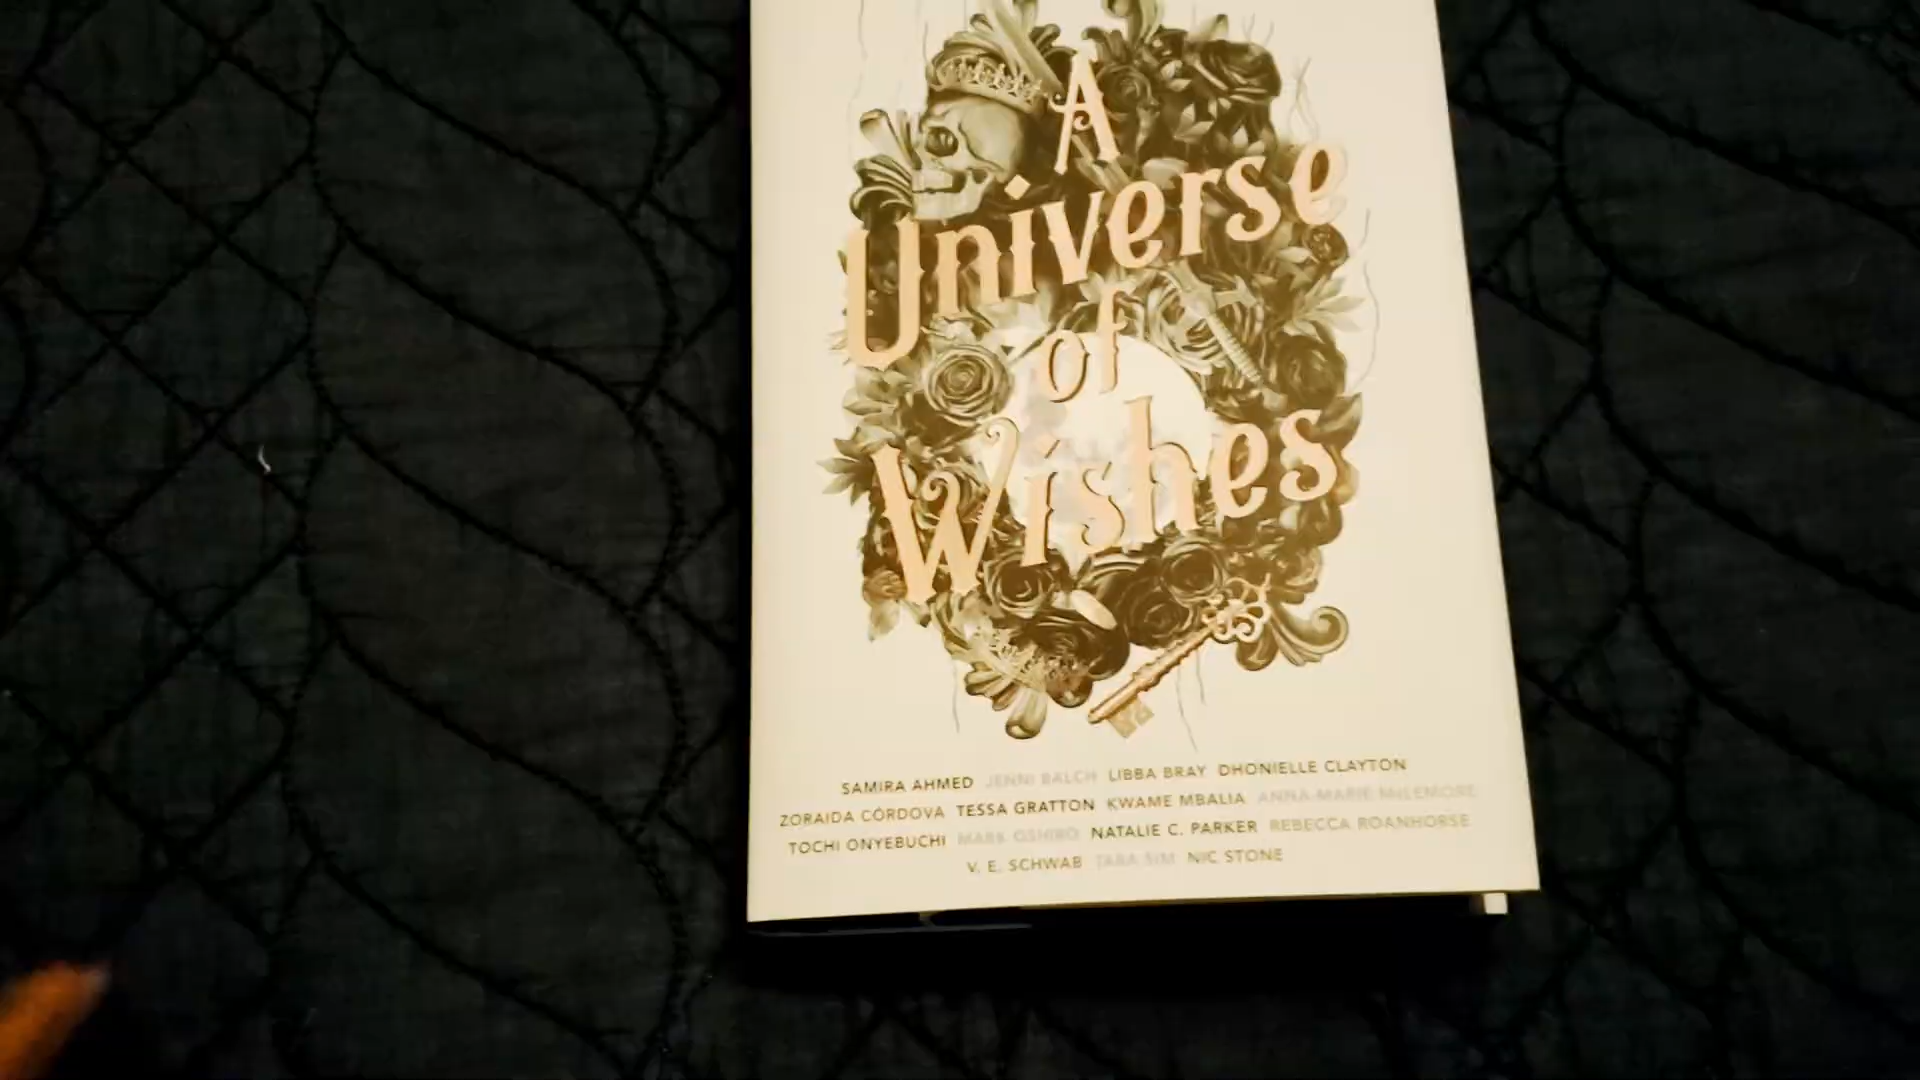 A
Universe
of
Wishes
SAMIRA AHMED JENNI BALCH LIBBA BRAY DHONIELLE CLAYTON
ZORAIDA CÓRDOVA TESSA GRATTON KWAME MBALIA ANNA-MARIE McLEMORE
TOCHI ONYEBUCHI MARK OSHIRO NATALIE C. PARKER REBECCA ROANHORSE
V. E. SCHWAB TARA SIM NIC STONE